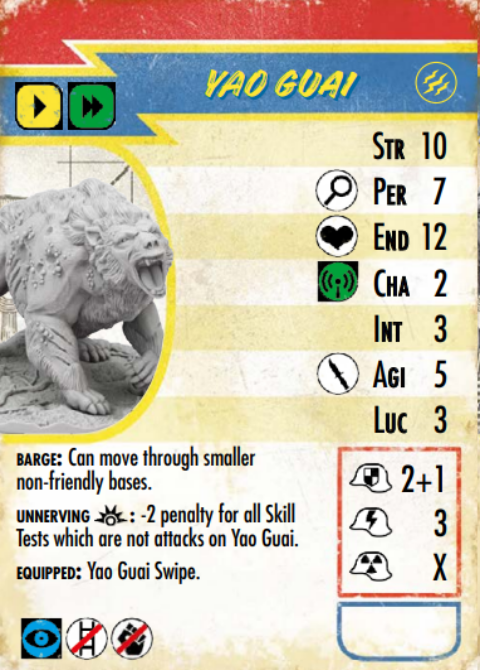 YAO GUAI
STR 10
PER 7
END 12
CHA 2
INT 3
AGI 5
LUC 3
BARGE: Can move through smaller
non-friendly bases.
UNNERVING : -2 penalty for all Skill
Tests which are not attacks on Yao Guai.
EQUIPPED: Yao Guai Swipe.
2+1
3
X